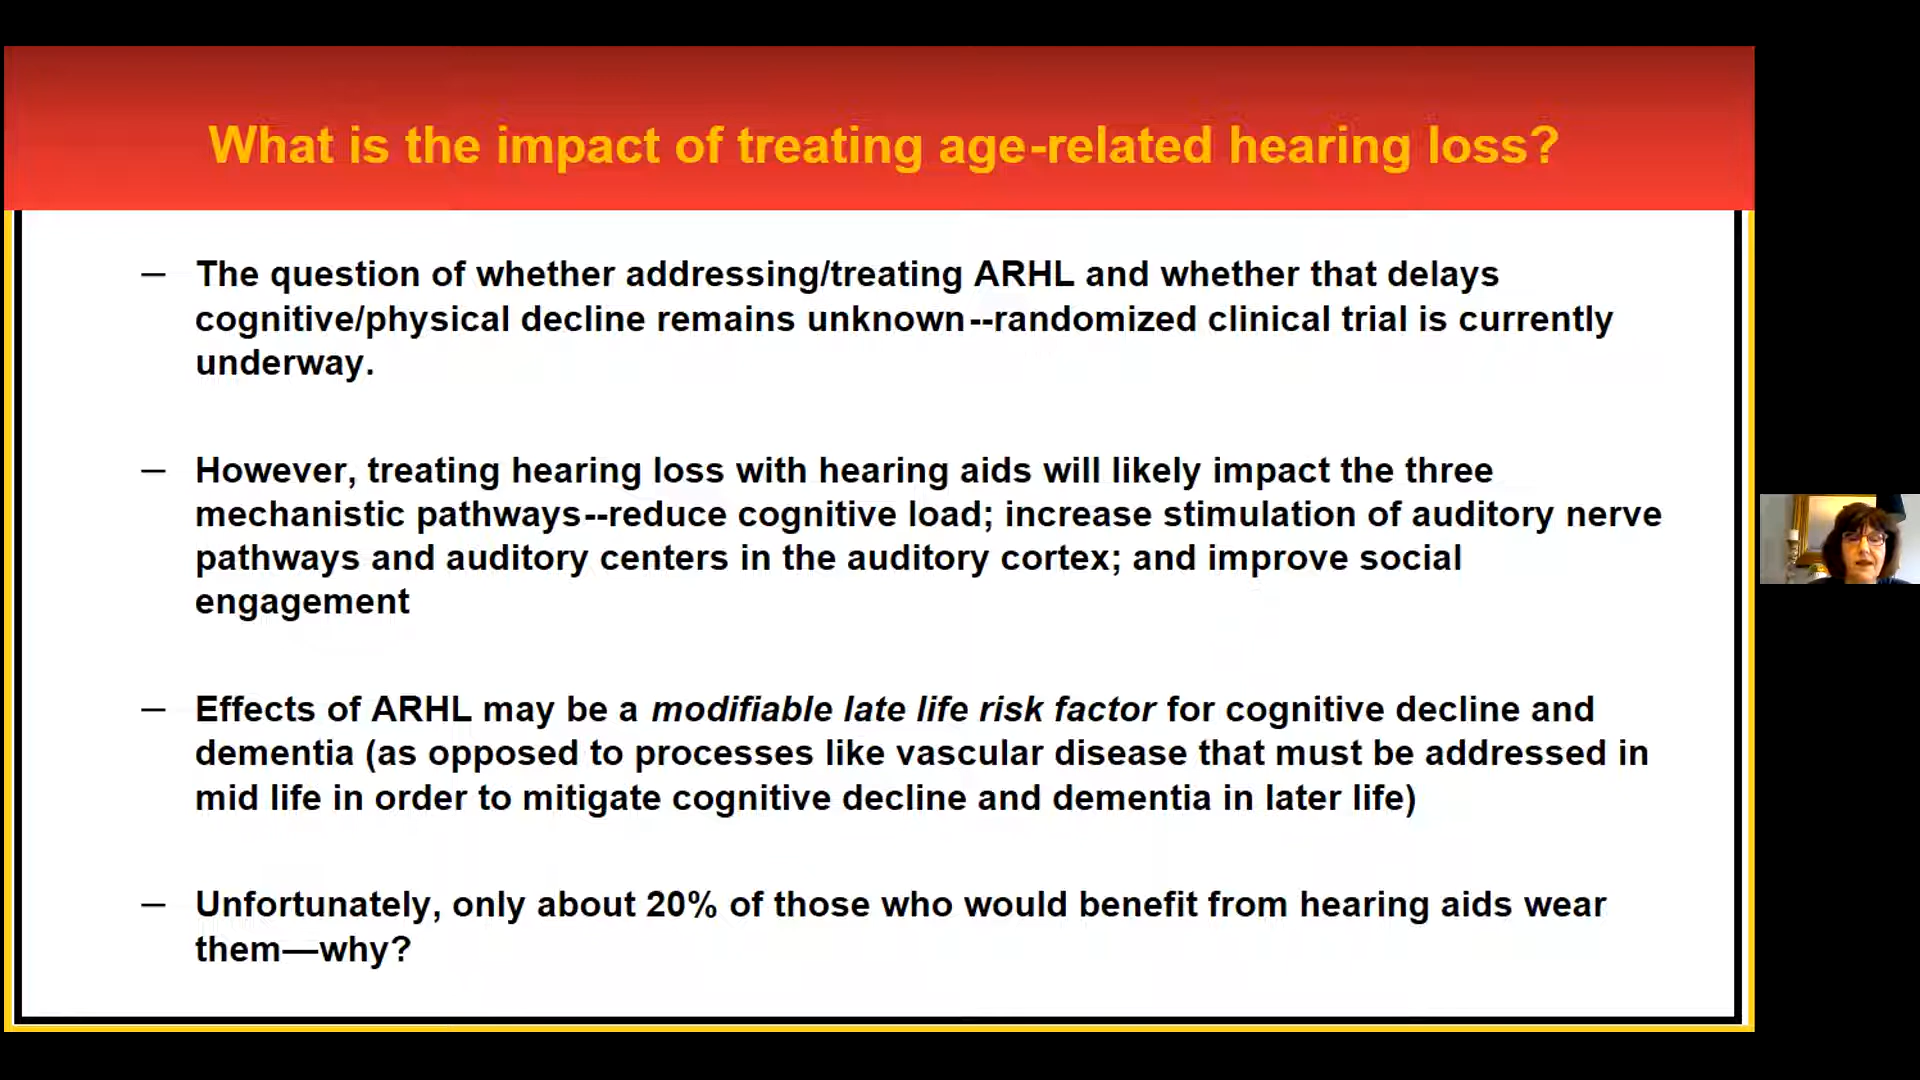 What is the impact of treating age-related hearing loss?
– The question of whether addressing/treating ARHL and whether that delays
cognitive/physical decline remains unknown--randomized clinical trial is currently
underway.
– However, treating hearing loss with hearing aids will likely impact the three
mechanistic pathways--reduce cognitive load; increase stimulation of auditory nerve
pathways and auditory centers in the auditory cortex; and improve social
engagement
– Effects of ARHL may be a modifiable late life risk factor for cognitive decline and
dementia (as opposed to processes like vascular disease that must be addressed in
mid life in order to mitigate cognitive decline and dementia in later life)
– Unfortunately, only about 20% of those who would benefit from hearing aids wear
them—why?